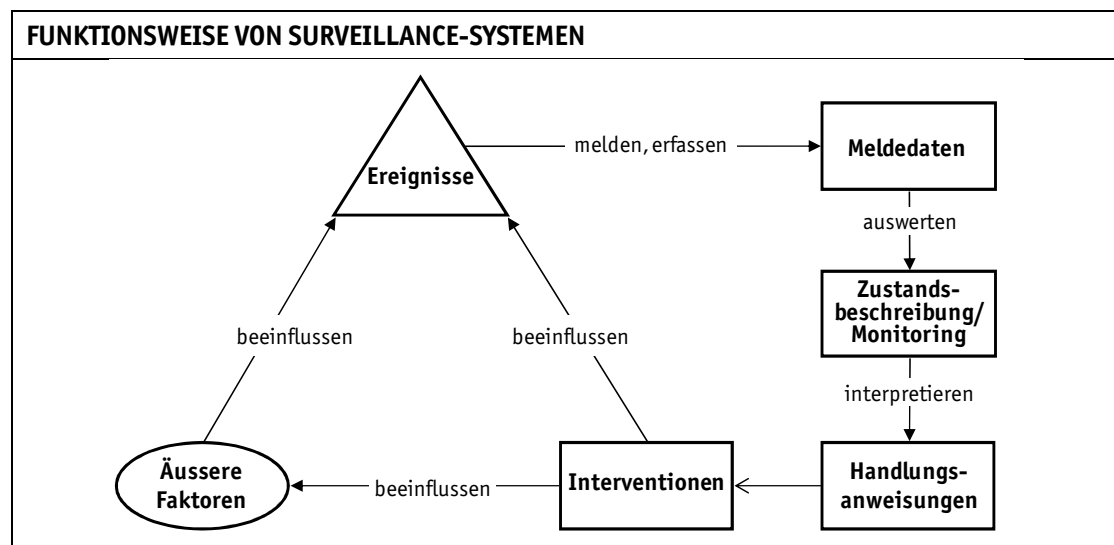 FUNKTIONSWEISE VON SURVEILLANCE-SYSTEMEN
Ereignisse
melden, erfassen
Meldedaten
auswerten
Zustands-
beschreibung/
Monitoring
beeinflussen
beeinflussen
interpretieren
Äussere
Faktoren
beeinflussen
Interventionen
Handlungs-
anweisungen